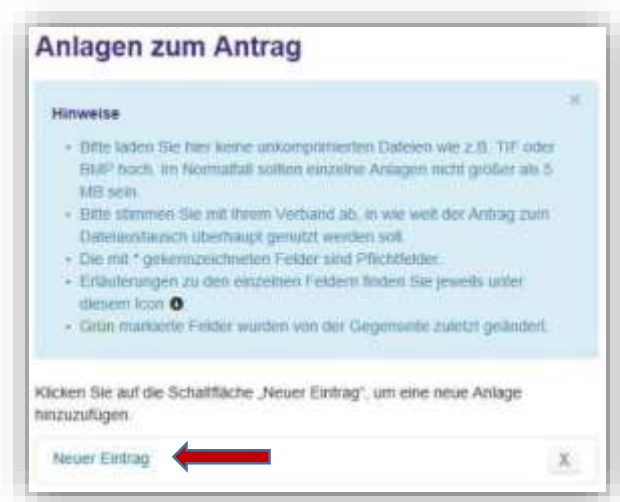 Anlagen zum Antrag
Hinweise
x
• Bitte laden Sie hier keine unkomprimierten Dateien wie z.B. TIF oder
BMP hoch. Im Normalfall sollten einzelne Anlagen nicht größer als 5
MB sein.
• Bitte stimmen Sie mit Ihrem Verband ab, in wie weit der Antrag zum
Dateiaustausch überhaupt genutzt werden soll.
• Die mit * gekennzeichneten Felder sind Pflichtfelder.
• Erläuterungen zu den einzelnen Feldern finden Sie jeweils unter
diesem Icon
• Grün markierte Felder wurden von der Gegenseite zuletzt geändert.
Klicken Sie auf die Schaltfläche „Neuer Eintrag“, um eine neue Anlage
hinzuzufügen.
Neuer Eintrag
X